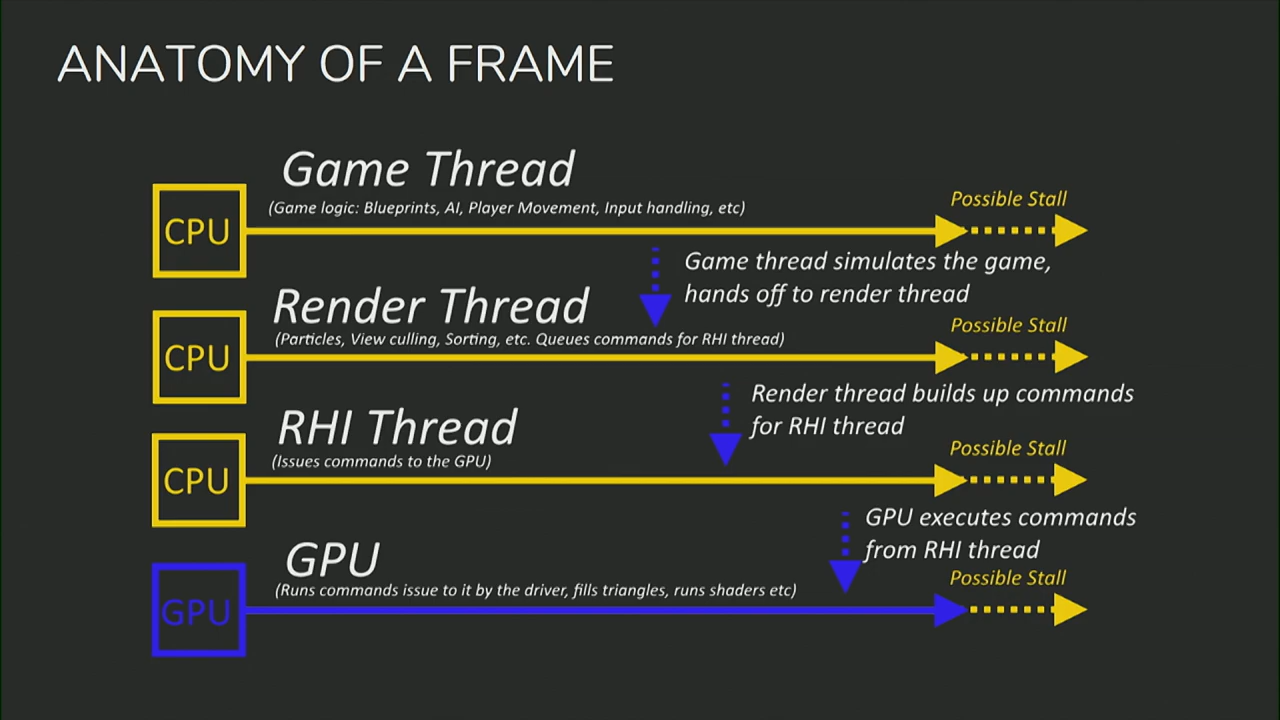 ANATOMY OF A FRAME
Game Thread
(Game logic: Blueprints, AI, Player Movement, Input handling, etc)
CPU
Possible Stall
Game thread simulates the game,
hands off to render thread
Render Thread
(Particles, View culling, Sorting, etc. Queues commands for RHI thread)
CPU
Possible Stall
Render thread builds up commands
for RHI thread
RHI Thread
(Issues commands to the GPU)
CPU
Possible Stall
GPU executes commands
from RHI thread
GPU
(Runs commands issue to it by the driver, fills triangles, runs shaders etc)
GPU
Possible Stall